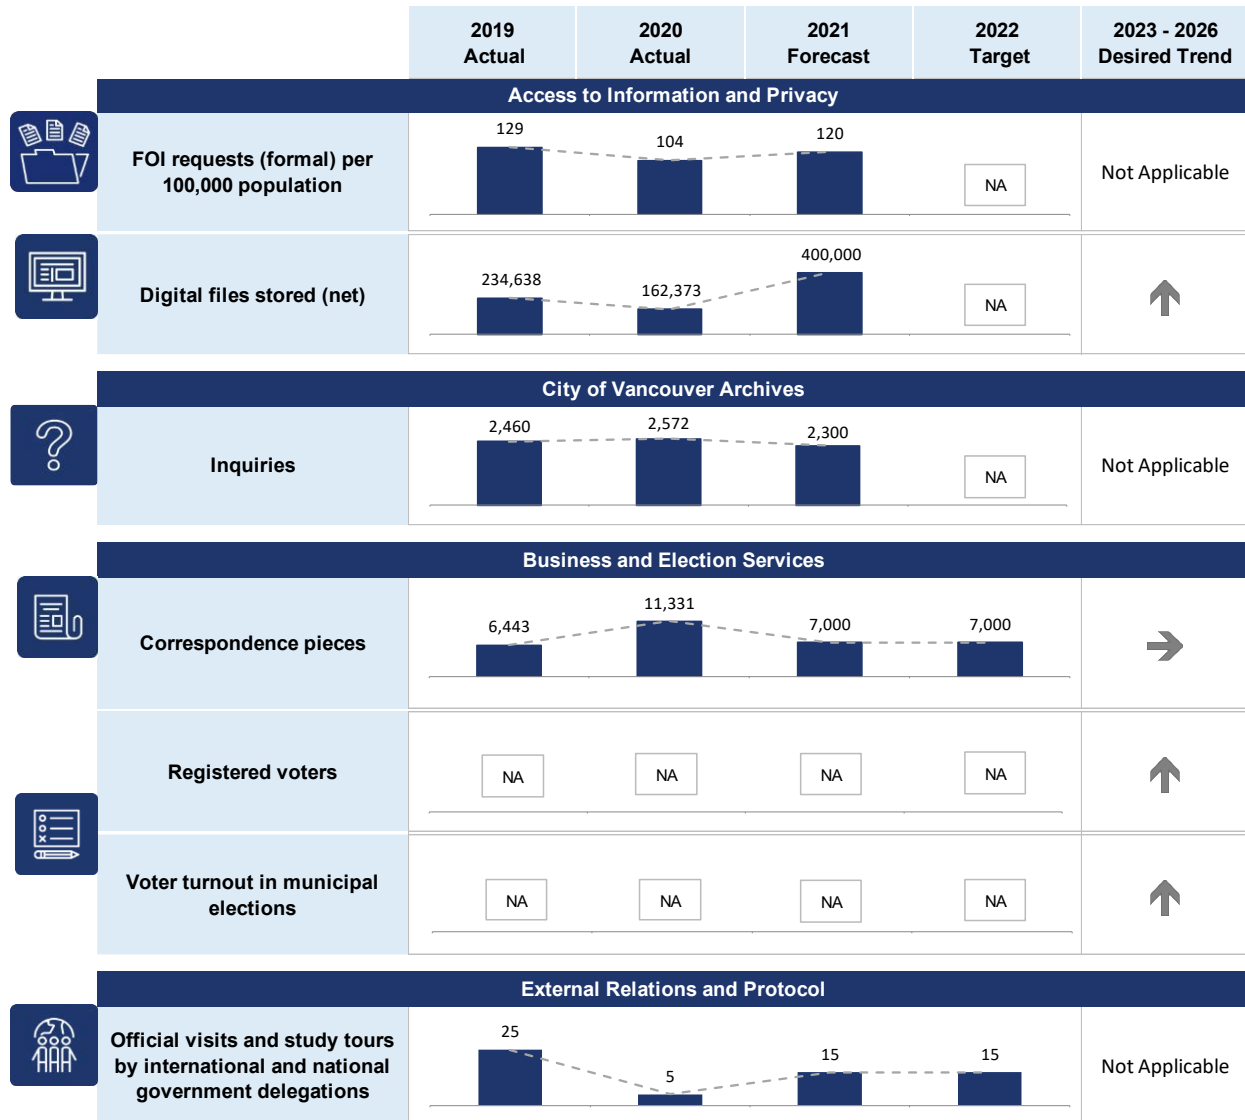 2019 2020 2021 2022 2023 - 2026
Actual Actual Forecast Target Desired Trend
Access to Information and Privacy
129 104 120
FOI requests (formal) per
100,000 population
NA
Not Applicable
400,000
234,638 162,373
Digital files stored (net)
NA
City of Vancouver Archives
2,460 2,572 2,300
Inquiries
NA
Not Applicable
Business and Election Services
6,443 11,331 7,000 7,000
Correspondence pieces
Registered voters
NA NA NA NA
Voter turnout in municipal
elections
NA NA NA NA
External Relations and Protocol
25 5 15 15
Official visits and study tours
by international and national
government delegations
Not Applicable